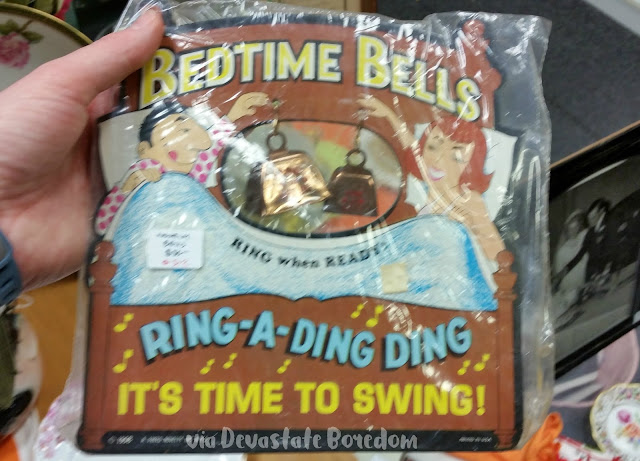 BEDTIME BELLS
RING when READY!
RING-A-DING DING
IT'S TIME TO SWING!
via Devastate Boredom